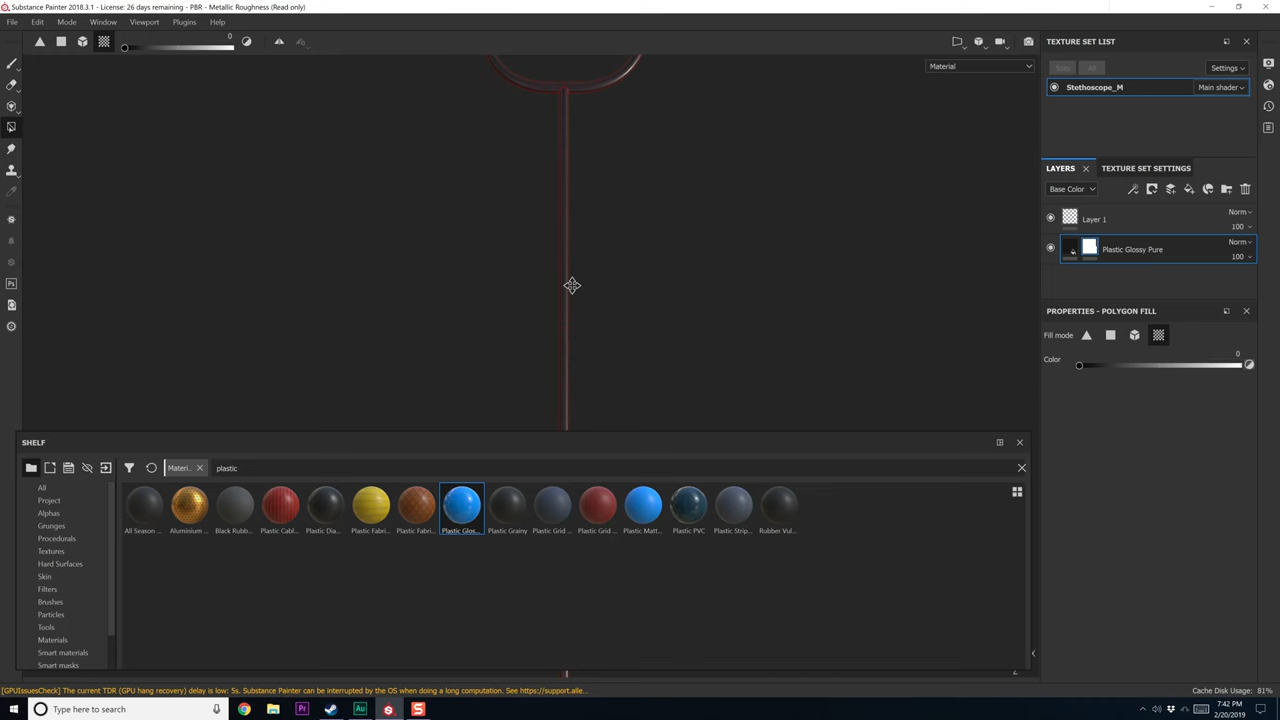 Substance Painter 2018.3.1 - License: 26 days remaining - PBR - Metallic Roughness (Read only)
File Edit Mode Window Viewport Plugins Help
0
Material
TEXTURE SET LIST
Solo All Settings
Stethoscope_M Main shader
LAYERS TEXTURE SET SETTINGS
Base Color
Layer 1 Norm 100
Plastic Glossy Pure Norm 100
PROPERTIES - POLYGON FILL
Fill mode
Color 0
SHELF
Materi... plastic
All
Project
Alphas
Grunges
Procedurals
Textures
Hard Surfaces
Skin
Filters
Brushes
Particles
Tools
Materials
Smart materials
Smart masks
All Season ... Aluminium ... Black Rubb... Plastic Cabl... Plastic Dia... Plastic Fabri... Plastic Fabri... Plastic Glos... Plastic Grainy Plastic Grid ... Plastic Grid ... Plastic Matt... Plastic PVC Plastic Strip... Rubber Vul...
[GPUIssuesCheck] The current TDR (GPU hang recovery) delay is low: 5s. Substance Painter can be interrupted by the OS when doing a long computation. See https://support.alle...
Cache Disk Usage: 81%
Type here to search
Pr Au S
7:42 PM
2/20/2019